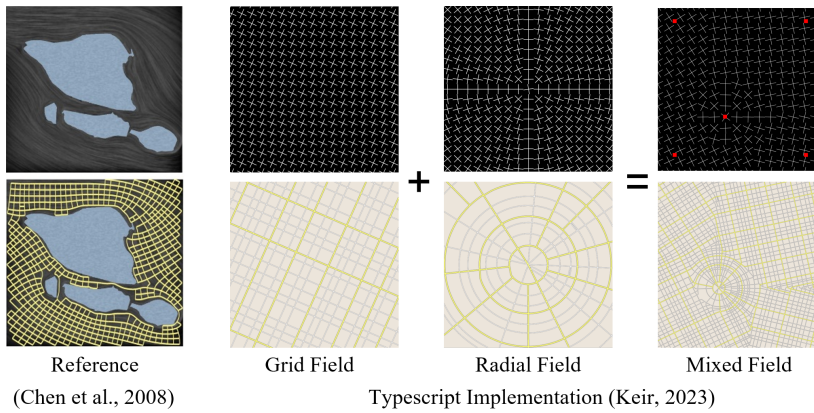 +
=
Reference
Grid Field
Radial Field
Mixed Field
(Chen et al., 2008)
Typescript Implementation (Keir, 2023)